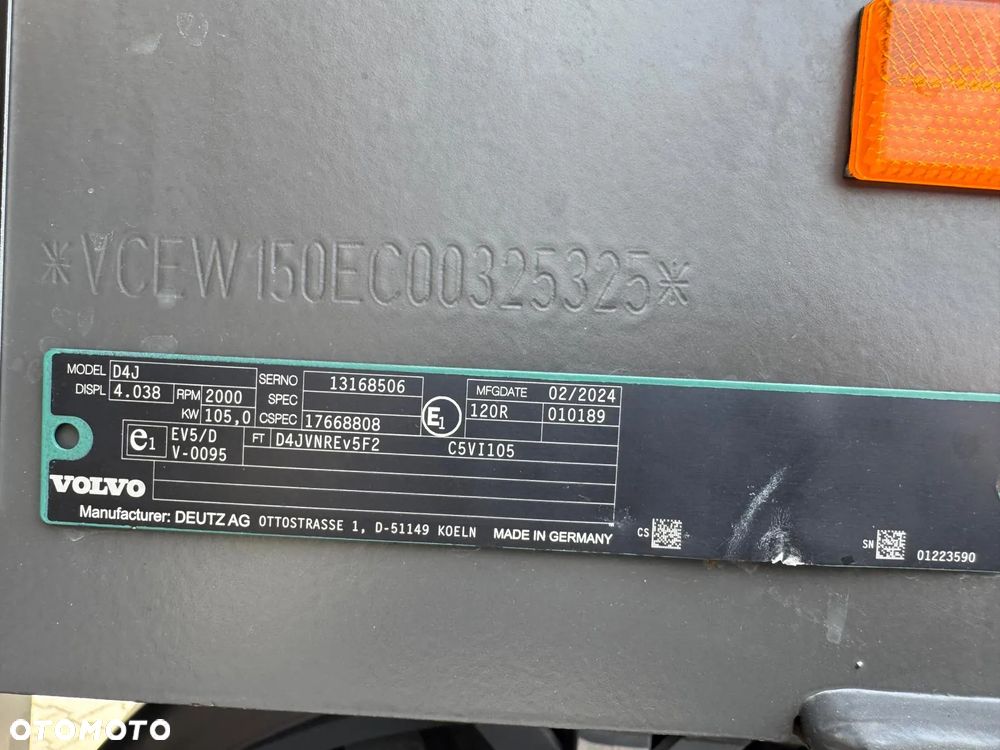 *VCEW150EC00325325*
MODEL D4J SERNO 13168506 MFGDATE 02/2024
DISPL 4.038 RPM 2000 SPEC E1 120R 010189
KW 105,0 CSPEC 17668808
e1 EV5/D FT D4JVNREv5F2 C5VI105
V-0095
VOLVO
Manufacturer: DEUTZ AG OTTOSTRASSE 1, D-51149 KOELN MADE IN GERMANY CS SN 01223590
OTOMOTO